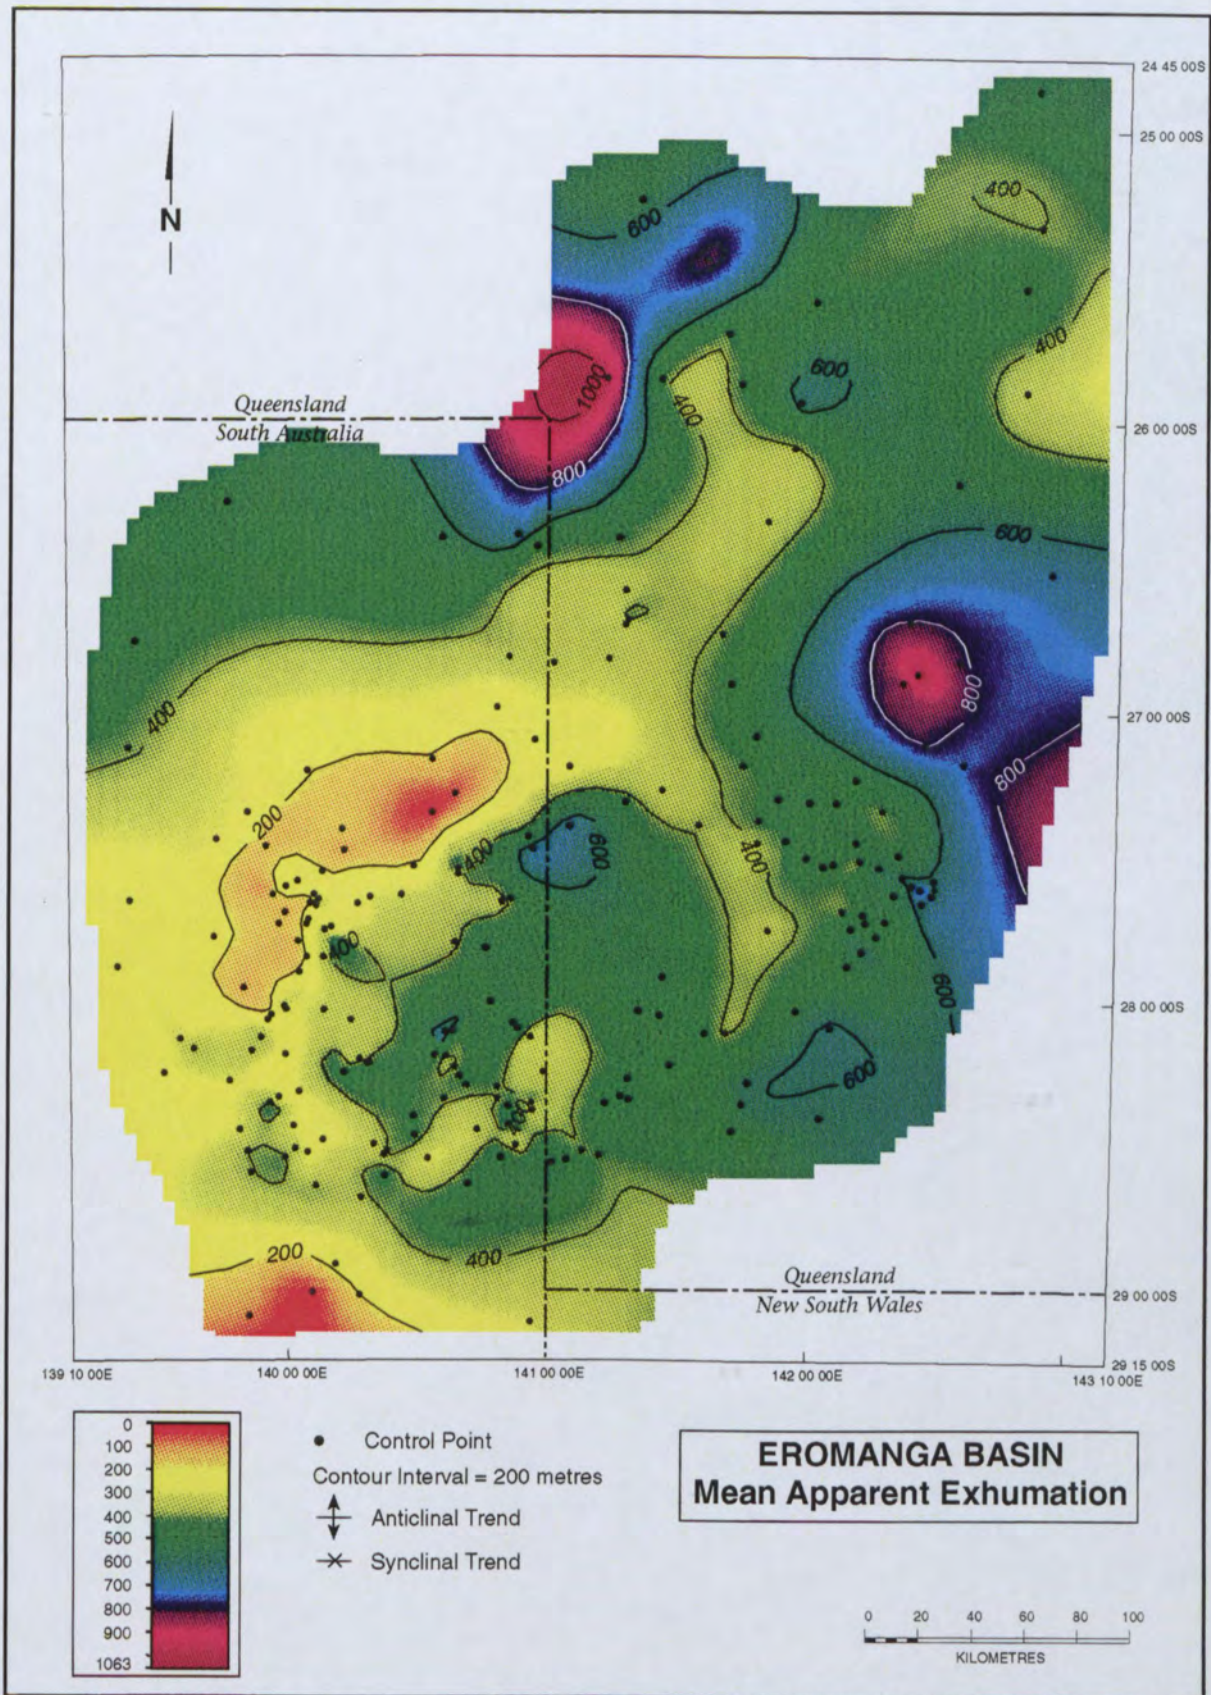 24 45 00S
25 00 00S
N
600
400
400
600
1000
400
Queensland
South Australia
26 00 00S
800
600
400
800
27 00 00S
800
200
400
600
400
400
600
28 00 00S
600
400
200
400
Queensland
New South Wales
29 00 00S
29 15 00S
139 10 00E
140 00 00E
141 00 00E
142 00 00E
143 10 00E
0
100
200
300
400
500
600
700
800
900
1063
Control Point
Contour Interval = 200 metres
Anticlinal Trend
Synclinal Trend
EROMANGA BASIN
Mean Apparent Exhumation
0 20 40 60 80 100
KILOMETRES